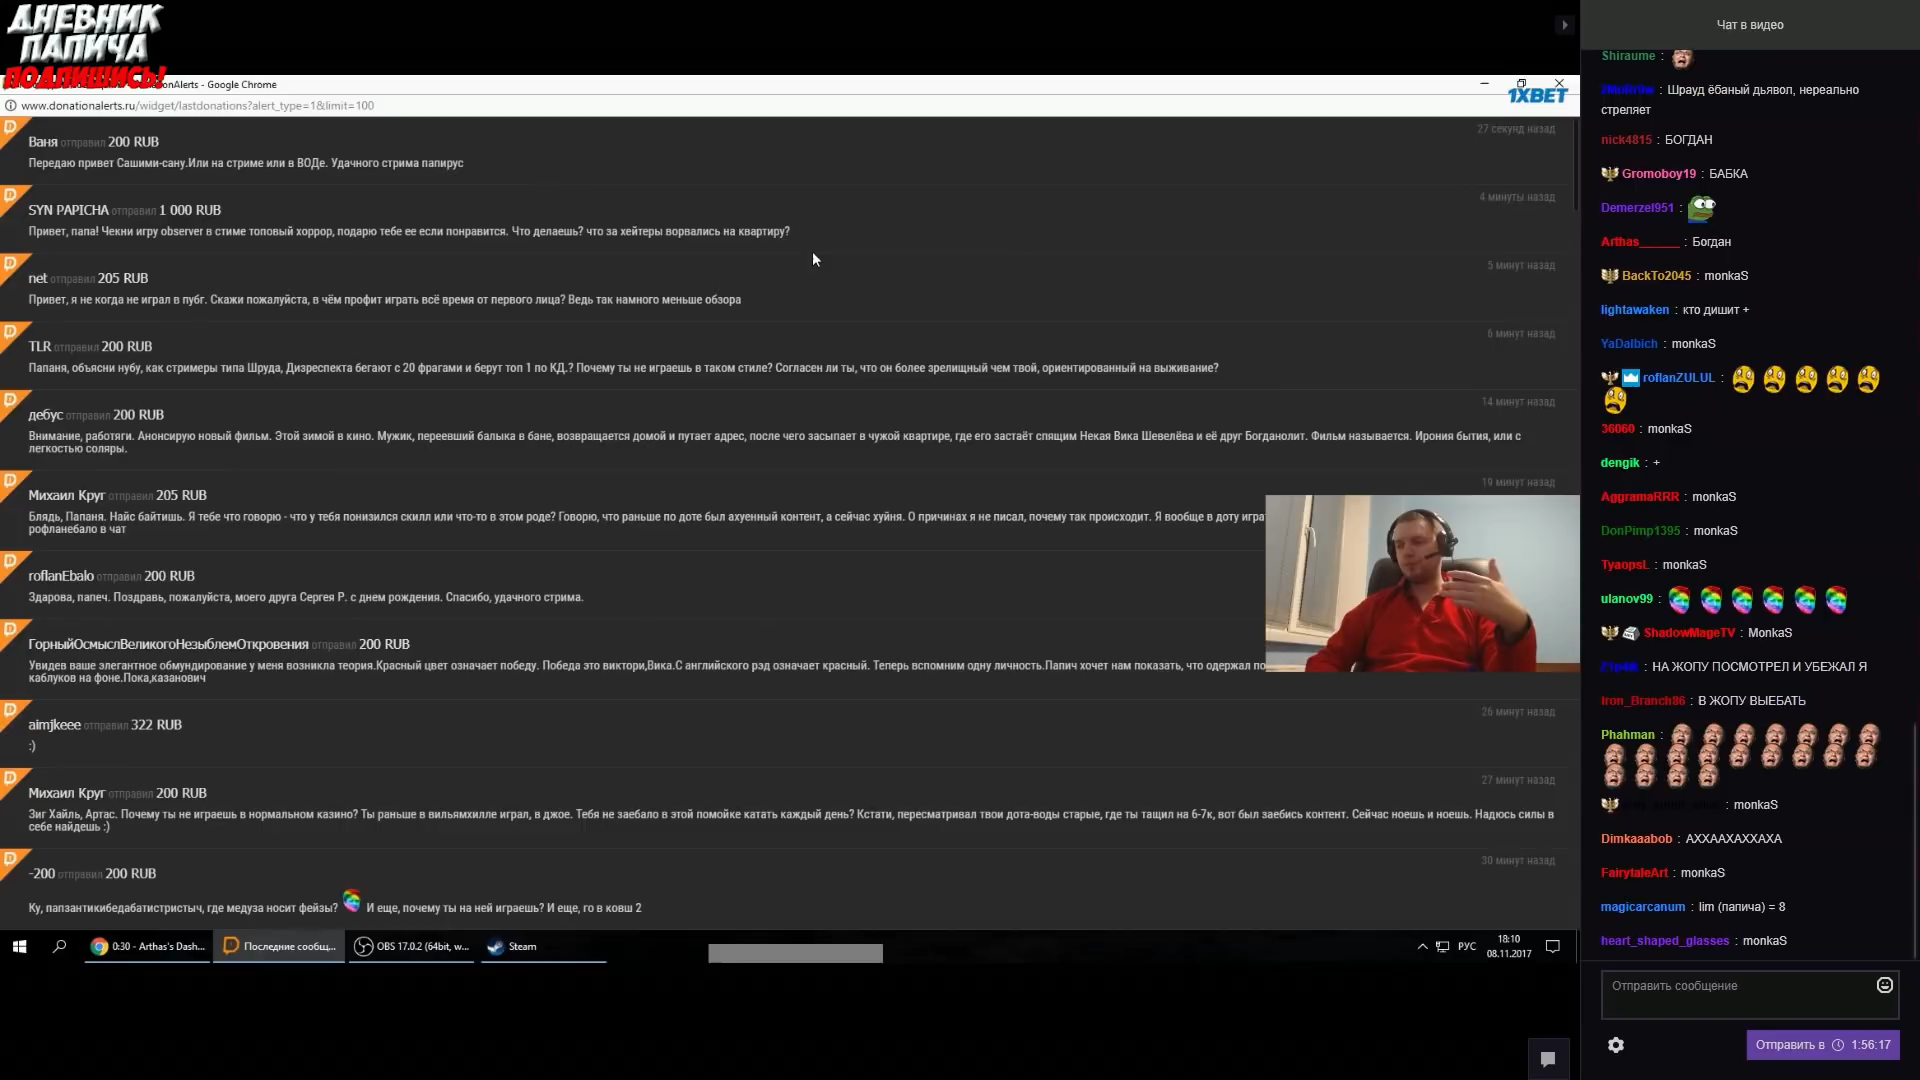 ДНЕВНИК
ПАПИЧА
ПОДПИШИСЬ!
onAlerts - Google Chrome
www.donationalerts.ru/widget/lastdonations?alert_type=1&limit=100
1XBET
Ваня отправил 200 RUB
27 секунд назад
Передаю привет Сашими-сану.Или на стриме или в ВОДе. Удачного стрима папирус
SYN PAPICHA отправил 1 000 RUB
4 минуты назад
Привет, папа! Чекни игру observer в стиме топовый хоррор, подарю тебе ее если понравится. Что делаешь? что за хейтеры ворвались на квартиру?
net отправил 205 RUB
5 минут назад
Привет, я не когда не играл в пубг. Скажи пожалуйста, в чём профит играть всё время от первого лица? Ведь так намного меньше обзора
TLR отправил 200 RUB
6 минут назад
Папаня, объясни нубу, как стримеры типа Шруда, Дизреспекта бегают с 20 фрагами и берут топ 1 по КД.? Почему ты не играешь в таком стиле? Согласен ли ты, что он более зрелищный чем твой, ориентированный на выживание?
дебус отправил 200 RUB
14 минут назад
Внимание, работяги. Анонсирую новый фильм. Этой зимой в кино. Мужик, переевший балыка в бане, возвращается домой и путает адрес, после чего засыпает в чужой квартире, где его застаёт спящим Некая Вика Шевелёва и её друг Богданолит. Фильм называется. Ирония бытия, или с
легкостью соляры.
Михаил Круг отправил 205 RUB
19 минут назад
Блядь, Папаня. Найс байтишь. Я тебе что говорю - что у тебя понизился скилл или что-то в этом роде? Говорю, что раньше по доте был ахуенный контент, а сейчас хуйня. О причинах я не писал, почему так происходит. Я вообще в доту игра
рофланебало в чат
roflanEbalo отправил 200 RUB
Здарова, папеч. Поздравь, пожалуйста, моего друга Сергея Р. с днем рождения. Спасибо, удачного стрима.
ГорныйОсмыслВеликогоНезыблемОткровения отправил 200 RUB
Увидев ваше элегантное обмундирование у меня возникла теория.Красный цвет означает победу. Победа это виктори,Вика.С английского рэд означает красный. Теперь вспомним одну личность.Папич хочет нам показать, что одержал по
каблуков на фоне.Пока,казанович
aimjkeee отправил 322 RUB
26 минут назад
:)
Михаил Круг отправил 200 RUB
27 минут назад
Зиг Хайль, Артас. Почему ты не играешь в нормальном казино? Ты раньше в вильямхилле играл, в джое. Тебя не заебало в этой помойке катать каждый день? Кстати, пересматривал твои дота-воды старые, где ты тащил на 6-7к, вот был заебись контент. Сейчас ноешь и ноешь. Надюсь силы в
себе найдешь :)
-200 отправил 200 RUB
30 минут назад
Ку, папзантикибедабатистристыч, где медуза носит фейзы? И еще, почему ты на ней играешь? И еще, го в ковш 2
0:30 - Arthas's Dash...
Последние сообщ...
OBS 17.0.2 (64bit, w...
Steam
РУС
18:10
08.11.2017
Чат в видео
Shiraume :
: Шрауд ёбаный дьявол, нереально
стреляет
nick4815 : БОГДАН
Gromoboy19 : БАБКА
Demerzel951 :
Arthas______ : Богдан
BackTo2045 : monkaS
lightawaken : кто дишит +
YaDalbich : monkaS
roflanZULUL :
36060 : monkaS
dengik : +
AggramaRRR : monkaS
DonPimp1395 : monkaS
TyaopsL : monkaS
ulanov99 :
ShadowMageTV : MonkaS
: НА ЖОПУ ПОСМОТРЕЛ И УБЕЖАЛ Я
Iron_Branch86 : В ЖОПУ ВЫЕБАТЬ
Phahman :
: monkaS
Dimkaaabob : АХХААХАХХАХА
FairytaleArt : monkaS
magicarcanum : lim (папича) = 8
heart_shaped_glasses : monkaS
Отправить сообщение
Отправить в 1:56:17